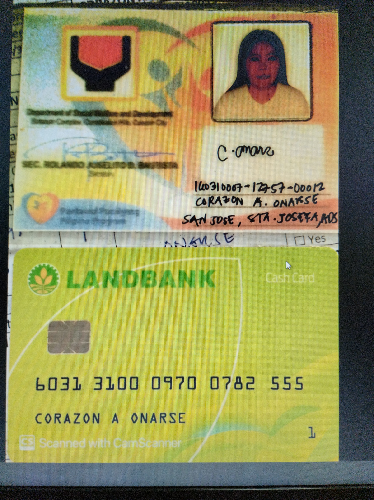 Department of Social Welfare and Development
SEC. ROLANDO JOSELITO D. BAUTISTA
C. Onarse
160310007-12757-00012
CORAZON A. ONARSE
SAN JOSE, STA. JOSEFA, ADS
Pantawid Pamilyang
Pilipino Program
ONARSE
Yes
LANDBANK
Cash Card
6031 3100 0970 0782 555
CORAZON A ONARSE
1
CS Scanned with CamScanner